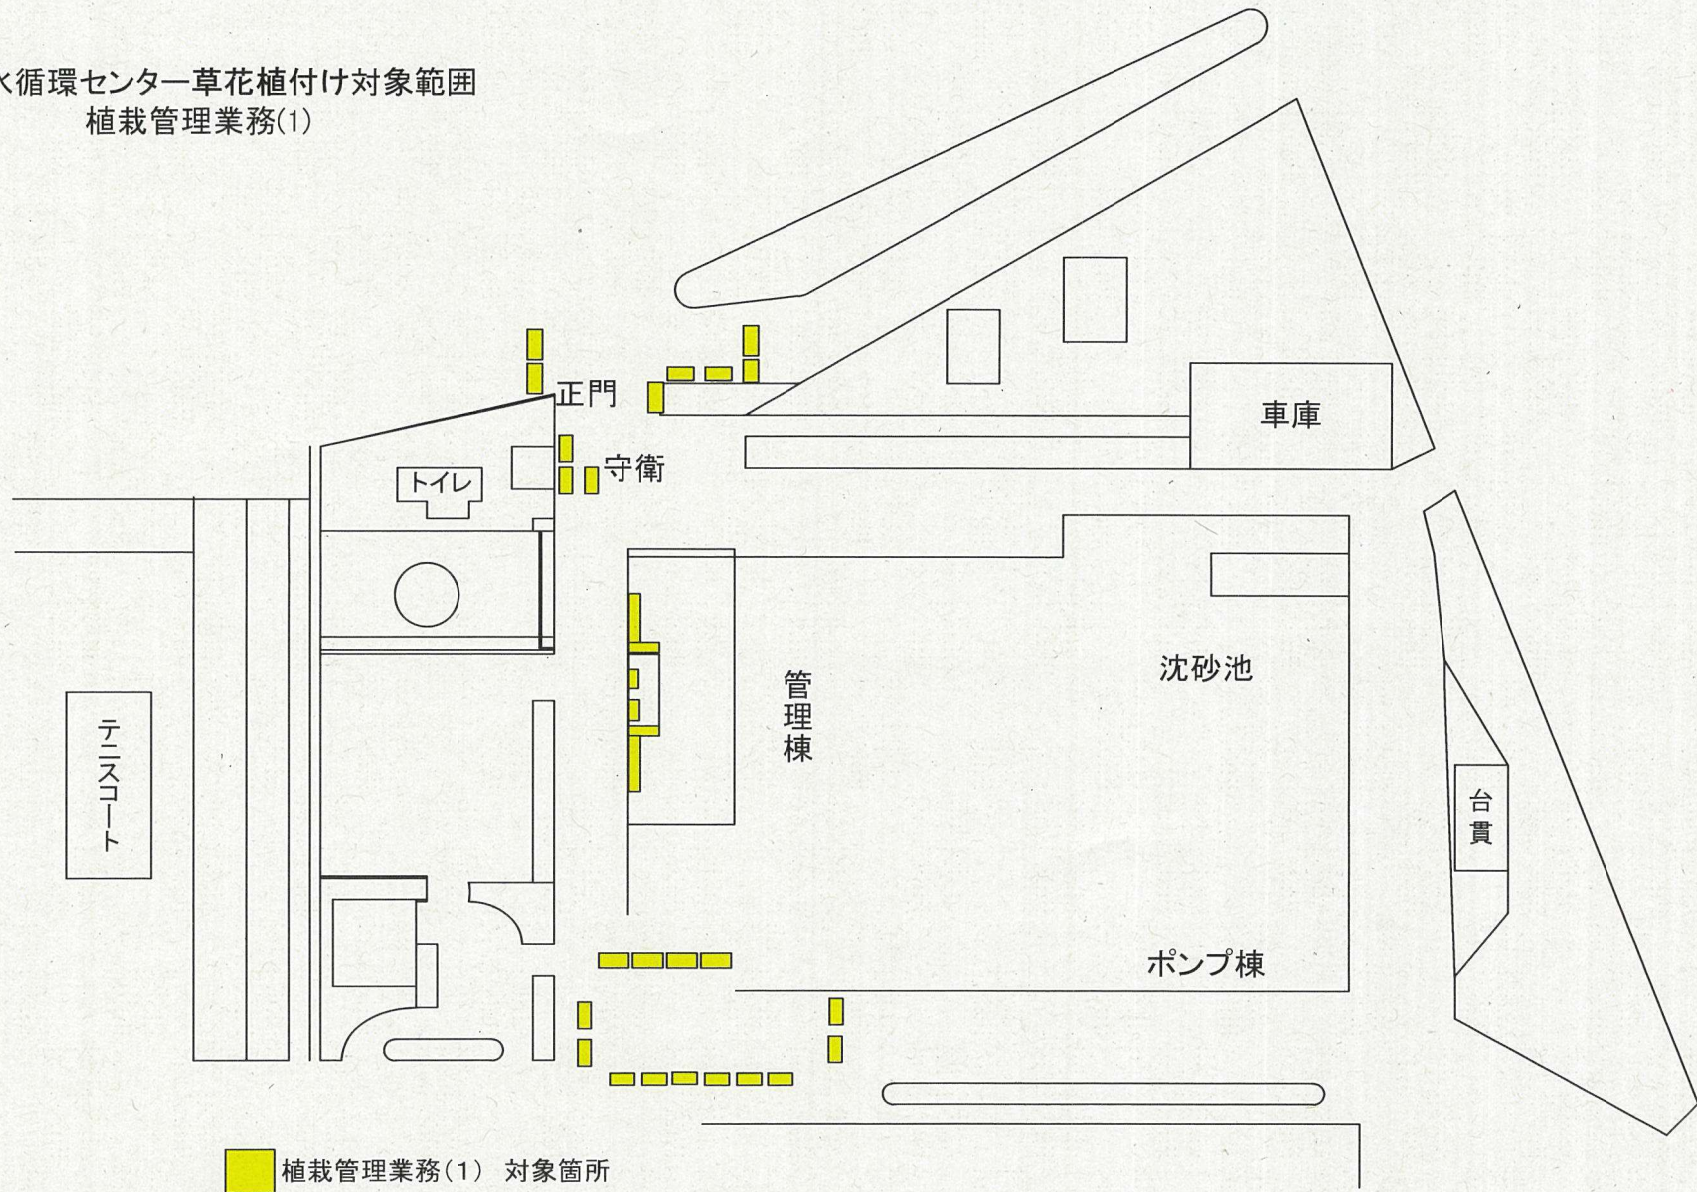 水循環センター草花植付け対象範囲
植栽管理業務(1)
正門
守衛
トイレ
車庫
沈砂池
管理棟
テニスコート
台貫
ポンプ棟
植栽管理業務(1) 対象箇所